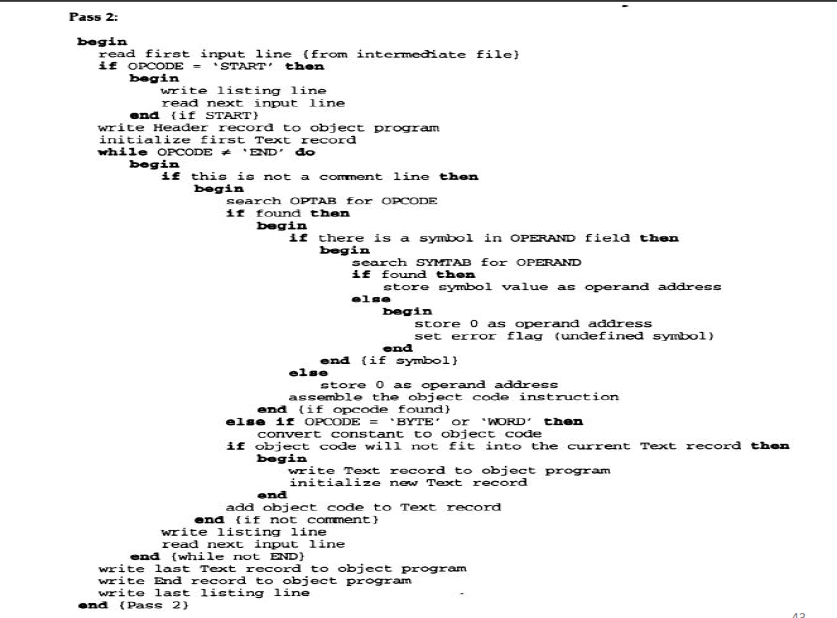 Pass 2:
begin
read first input line {from intermediate file}
if OPCODE = 'START' then
begin
write listing line
read next input line
end {if START}
write Header record to object program
initialize first Text record
while OPCODE ≠ 'END' do
begin
if this is not a comment line then
begin
search OPTAB for OPCODE
if found then
begin
if there is a symbol in OPERAND field then
begin
search SYMTAB for OPERAND
if found then
store symbol value as operand address
else
begin
store 0 as operand address
set error flag (undefined symbol)
end
end {if symbol}
else
store 0 as operand address
assemble the object code instruction
end {if opcode found}
else if OPCODE = 'BYTE' or 'WORD' then
convert constant to object code
if object code will not fit into the current Text record then
begin
write Text record to object program
initialize new Text record
end
add object code to Text record
end {if not comment}
write listing line
read next input line
end {while not END}
write last Text record to object program
write End record to object program
write last listing line
end {Pass 2}